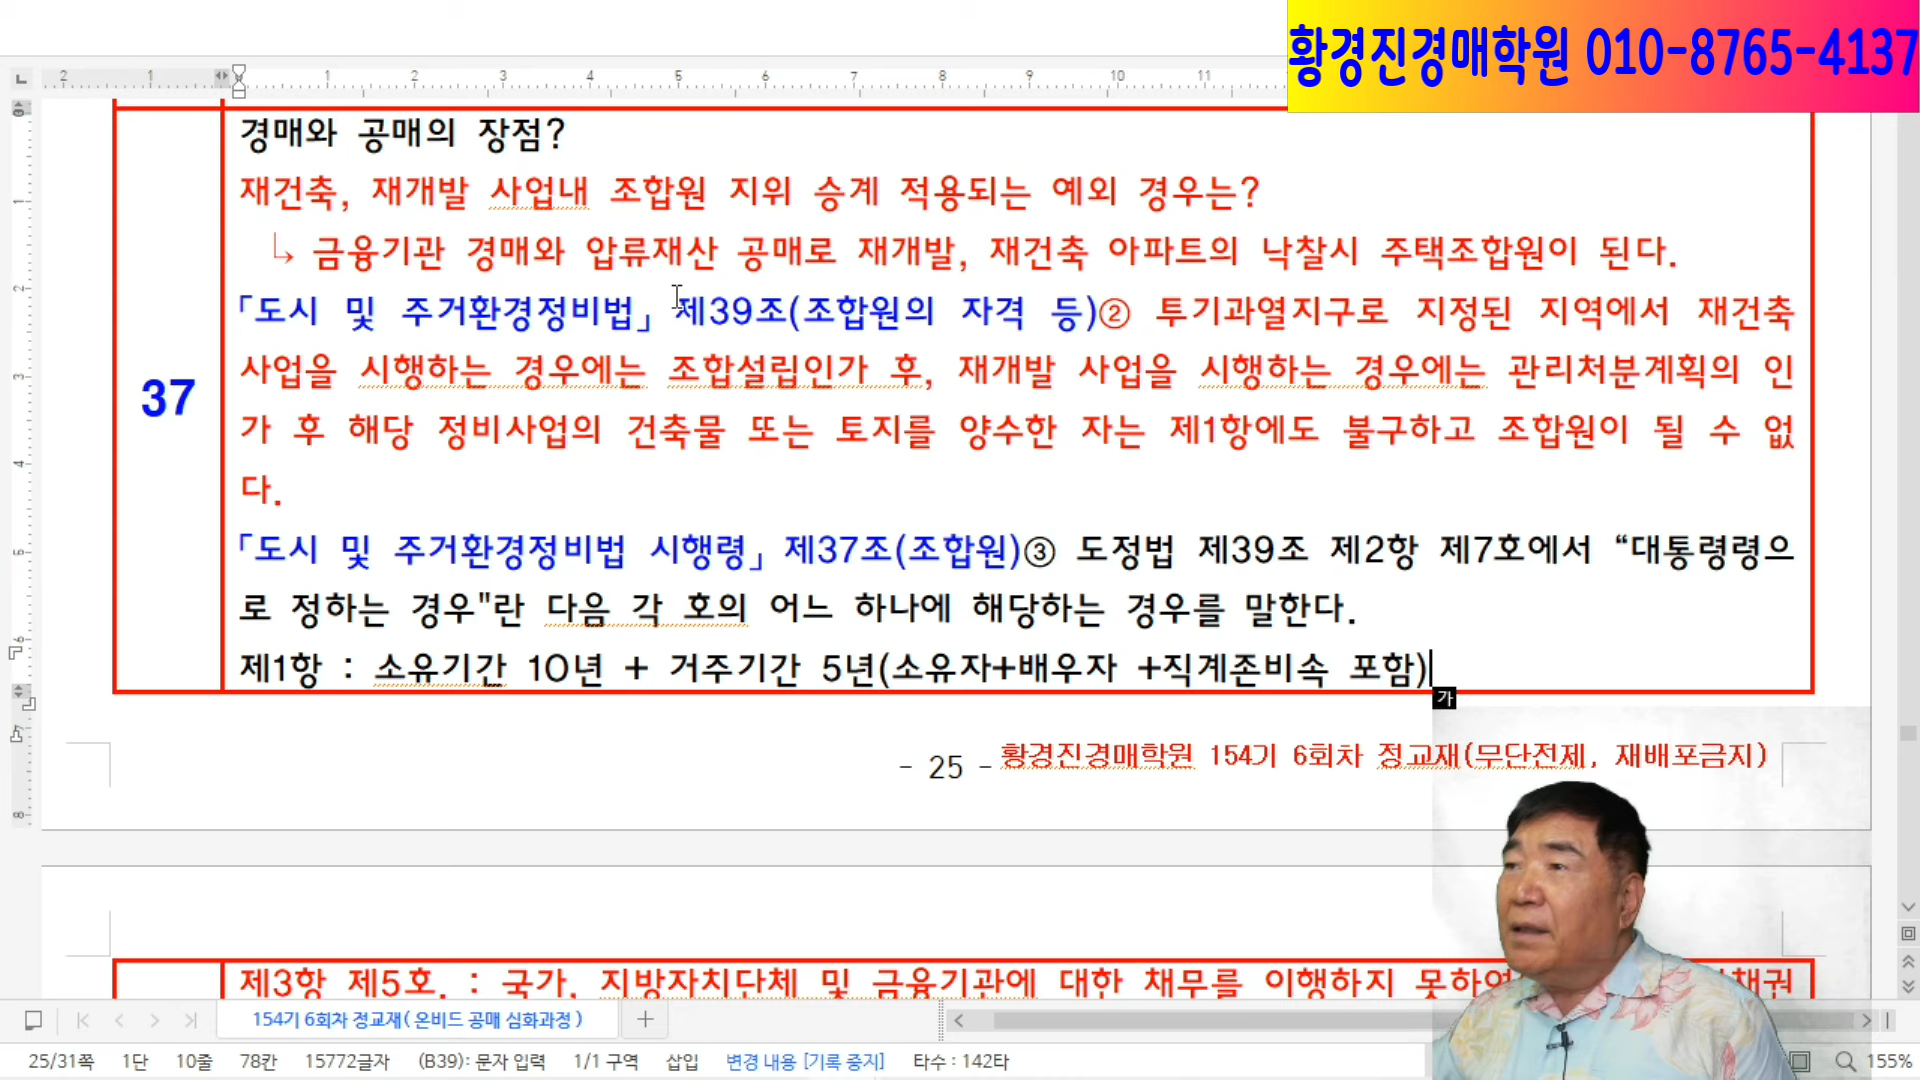 황경진경매학원 010-8765-4137
2 1 1 2 3 4 5 6 7 8 9 10 11
경매와 공매의 장점?
재건축, 재개발 사업내 조합원 지위 승계 적용되는 예외 경우는?
↳ 금융기관 경매와 압류재산 공매로 재개발, 재건축 아파트의 낙찰시 주택조합원이 된다.
「도시 및 주거환경정비법」 제39조(조합원의 자격 등)② 투기과열지구로 지정된 지역에서 재건축
사업을 시행하는 경우에는 조합설립인가 후, 재개발 사업을 시행하는 경우에는 관리처분계획의 인
37
가 후 해당 정비사업의 건축물 또는 토지를 양수한 자는 제1항에도 불구하고 조합원이 될 수 없
다.
「도시 및 주거환경정비법 시행령」 제37조(조합원)③ 도정법 제39조 제2항 제7호에서 “대통령령으
로 정하는 경우"란 다음 각 호의 어느 하나에 해당하는 경우를 말한다.
제1항 : 소유기간 10년 + 거주기간 5년(소유자+배우자 +직계존비속 포함)
가
- 25 -
황경진경매학원 154기 6회차 정교재(무단전제, 재배포금지)
제3항 제5호. : 국가, 지방자치단체 및 금융기관에 대한 채무를 이행하지 못하여 채권
154기 6회차 정교재( 온비드 공매 심화과정 )
25/31쪽 1단 10줄 78칸 15772글자 (B39): 문자 입력 1/1 구역 삽입 변경 내용 [기록 중지] 타수 : 142타 155%